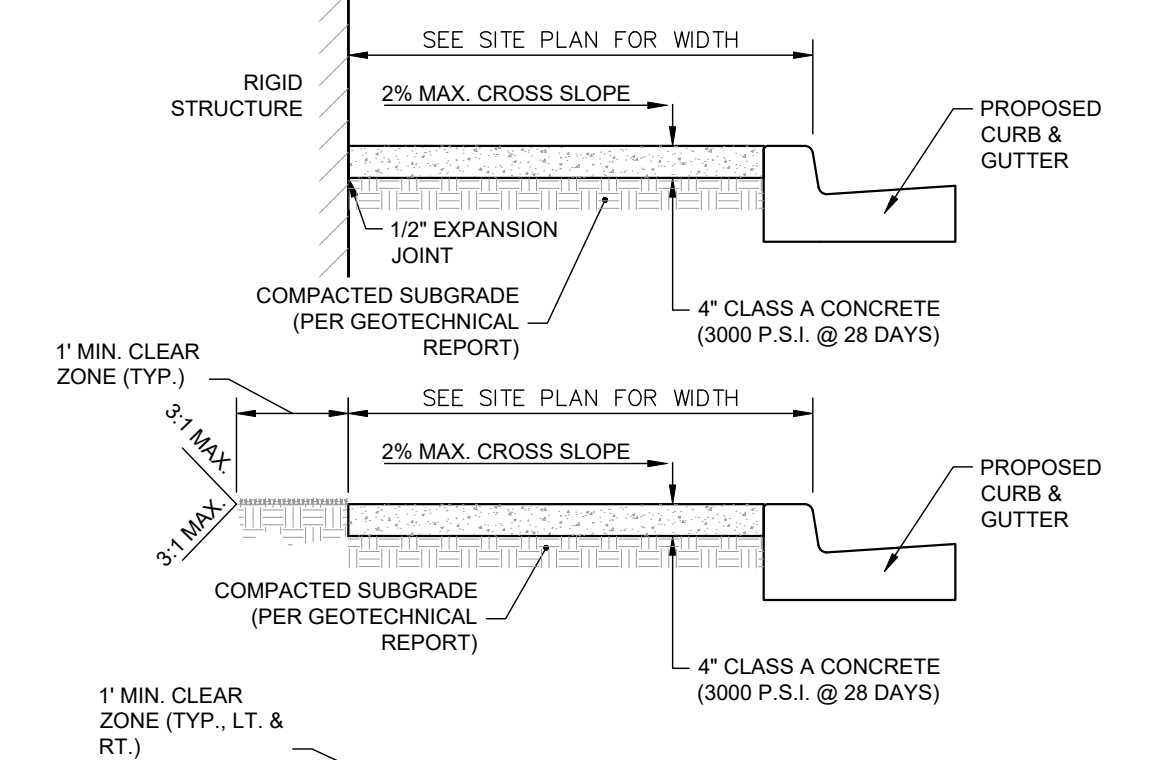 SEE SITE PLAN FOR WIDTH
RIGID
STRUCTURE
2% MAX. CROSS SLOPE
PROPOSED
CURB &
GUTTER
1/2" EXPANSION
JOINT
COMPACTED SUBGRADE
(PER GEOTECHNICAL
REPORT)
4" CLASS A CONCRETE
(3000 P.S.I. @ 28 DAYS)
1' MIN. CLEAR
ZONE (TYP.)
SEE SITE PLAN FOR WIDTH
3:1 MAX.
2% MAX. CROSS SLOPE
PROPOSED
CURB &
GUTTER
3:1 MAX.
COMPACTED SUBGRADE
(PER GEOTECHNICAL
REPORT)
4" CLASS A CONCRETE
(3000 P.S.I. @ 28 DAYS)
1' MIN. CLEAR
ZONE (TYP., LT. &
RT.)